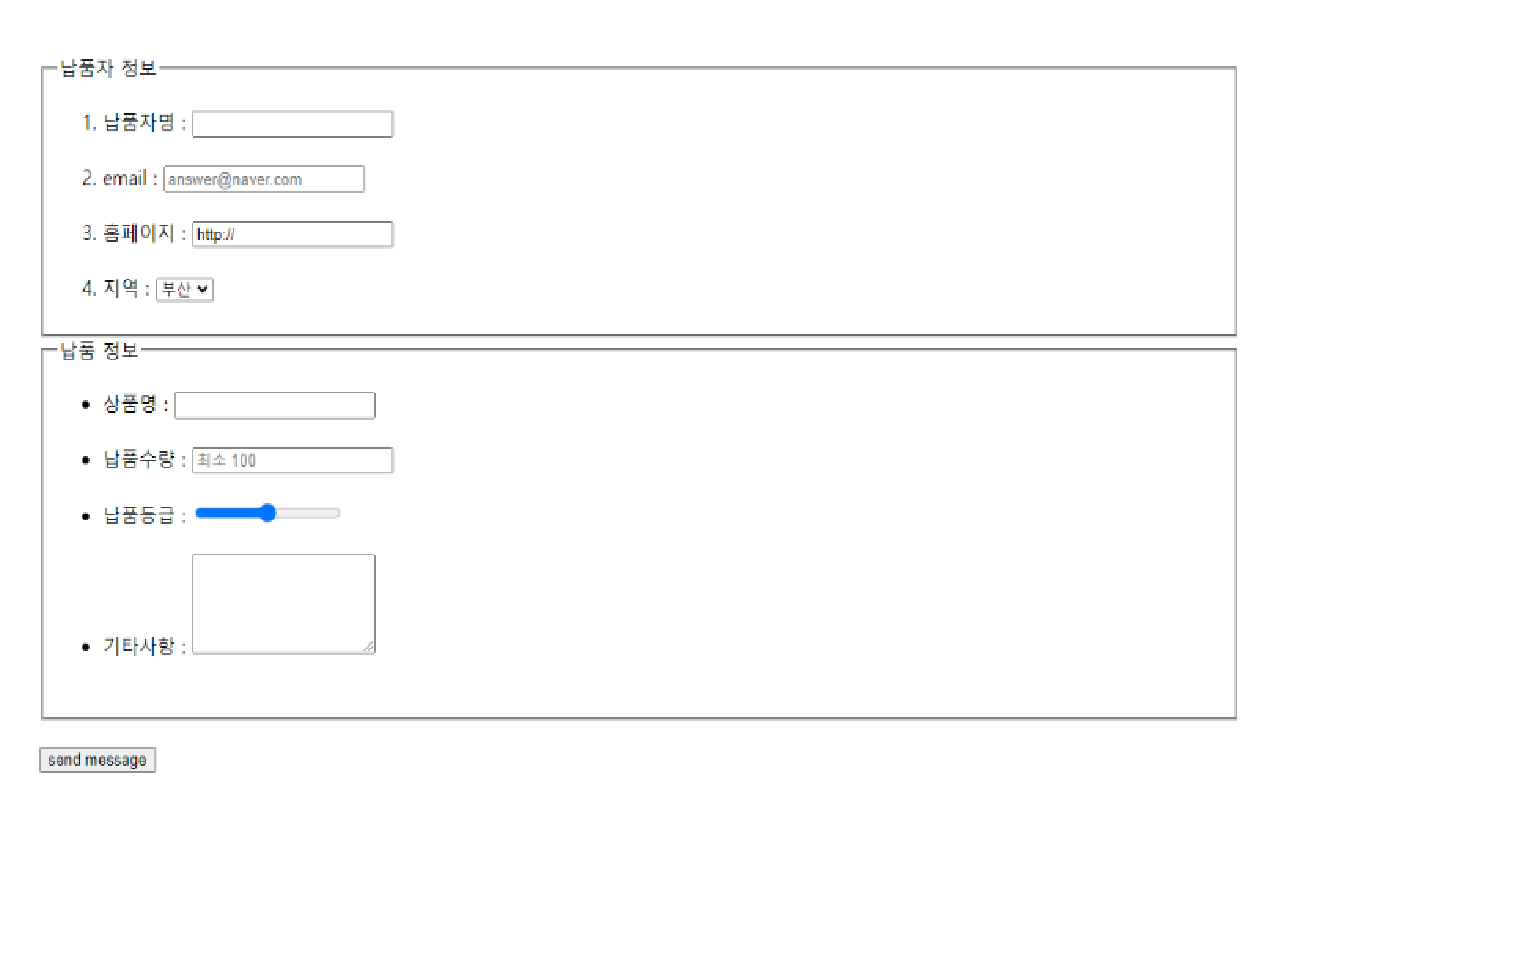 납품자 정보
1. 납품자명 :
2. email : answer@naver.com
3. 홈페이지 : http://
4. 지역 : 부산
납품 정보
• 상품명 :
• 납품수량 : 최소 100
• 납품등급 :
• 기타사항 :
send message